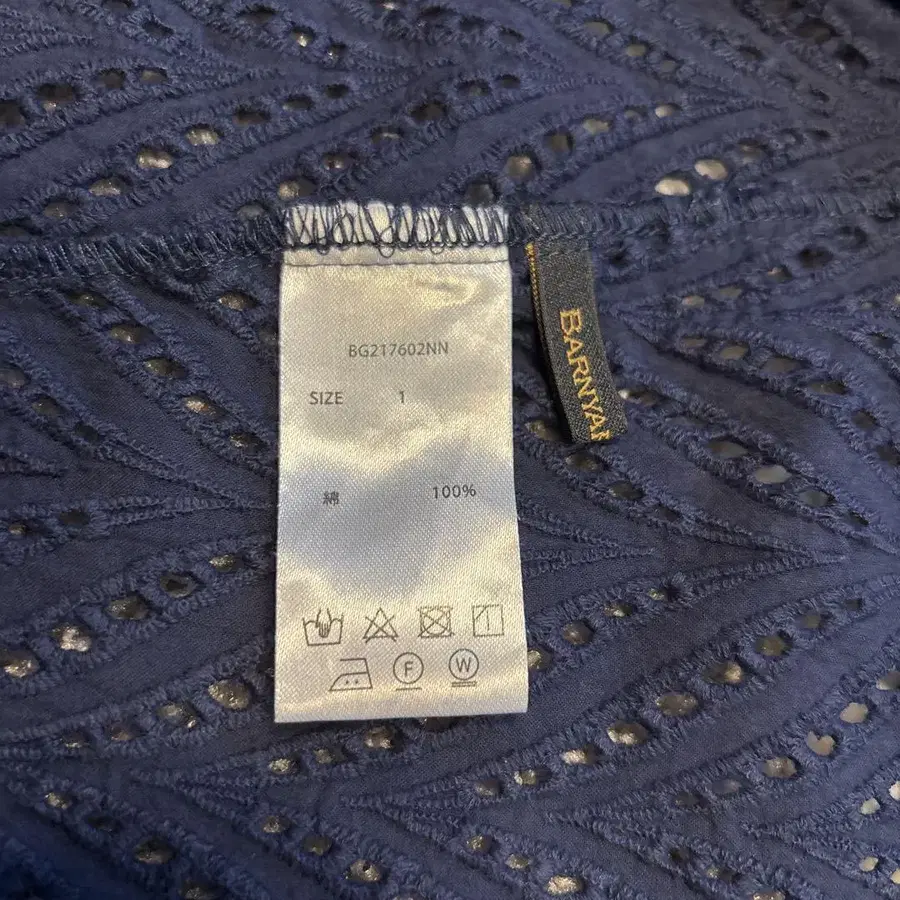 BG217602NN
SIZE 1
綿 100%
F W
BARNYAR